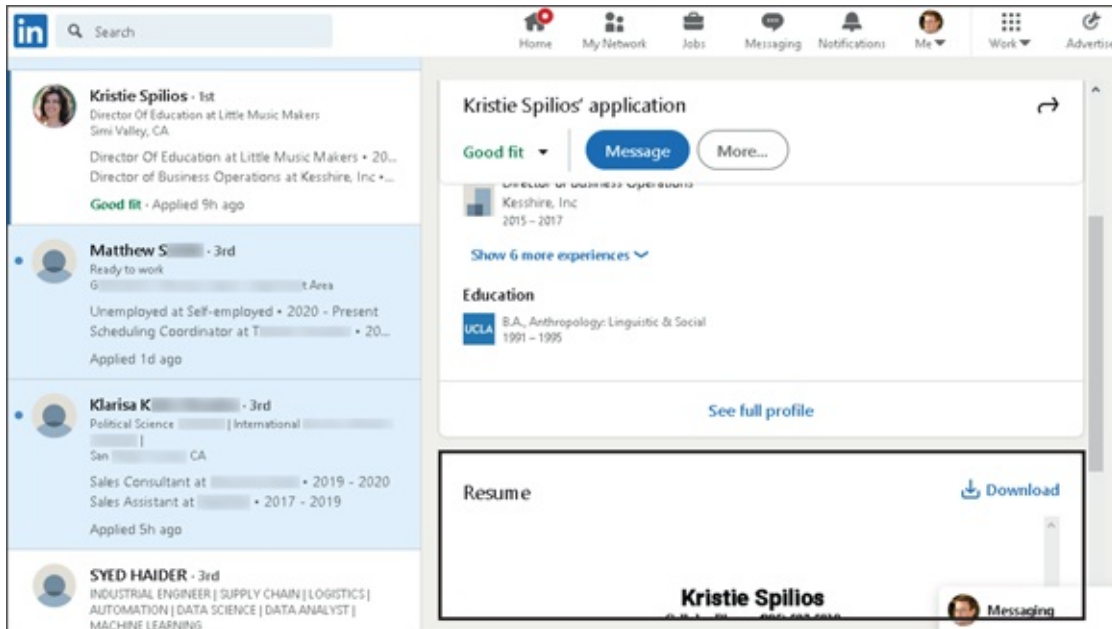 in
Search
Home
My Network
Jobs
Messaging
Notifications
Me
Work
Advertise
Kristie Spilios · 1st
Director Of Education at Little Music Makers
Simi Valley, CA
Director Of Education at Little Music Makers • 20...
Director of Business Operations at Kesshire, Inc •...
Good fit · Applied 9h ago
Matthew S · 3rd
Ready to work
G t Area
Unemployed at Self-employed • 2020 - Present
Scheduling Coordinator at T • 20...
Applied 1d ago
Klarisa K · 3rd
Political Science | International
|
San CA
Sales Consultant at • 2019 - 2020
Sales Assistant at • 2017 - 2019
Applied 5h ago
SYED HAIDER · 3rd
INDUSTRIAL ENGINEER | SUPPLY CHAIN | LOGISTICS |
AUTOMATION | DATA SCIENCE | DATA ANALYST |
MACHINE LEARNING
Kristie Spilios' application
Good fit
Message
More...
Director of Business Operations
Kesshire, Inc
2015 – 2017
Show 6 more experiences
Education
UCLA
B.A., Anthropology: Linguistic & Social
1991 – 1995
See full profile
Resume
Download
Kristie Spilios
Messaging